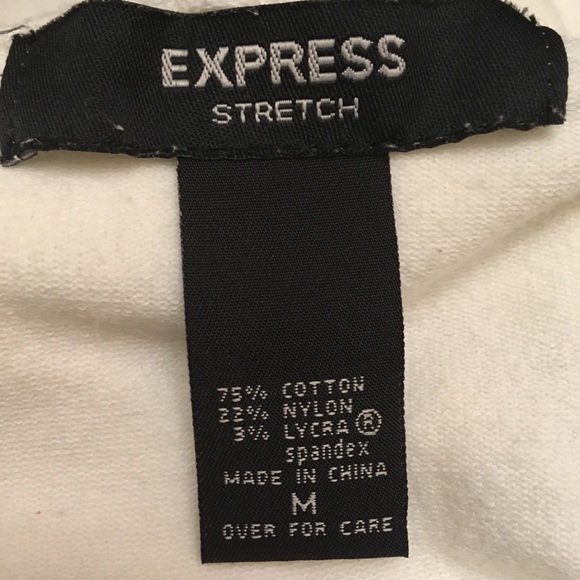 EXPRESS
STRETCH
75% COTTON
22% NYLON
3% LYCRA ®
spandex
MADE IN CHINA
M
OVER FOR CARE